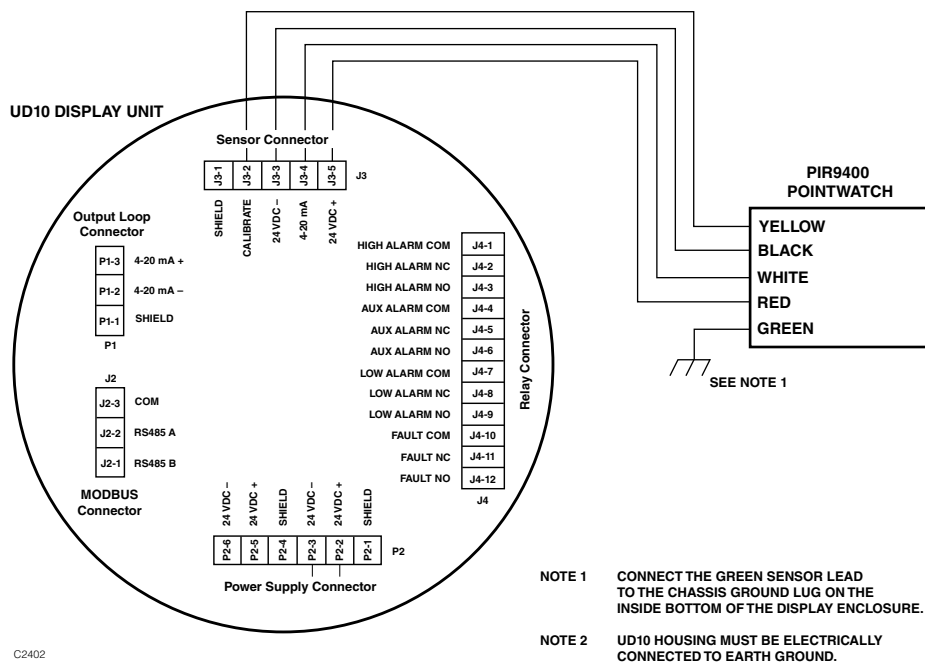 UD10 DISPLAY UNIT
Sensor Connector
J3-1 J3-2 J3-3 J3-4 J3-5 J3
SHIELD
CALIBRATE
24 VDC –
4-20 mA
24 VDC +
Output Loop
Connector
P1-3 4-20 mA +
P1-2 4-20 mA –
P1-1 SHIELD
P1
J2
J2-3 COM
J2-2 RS485 A
J2-1 RS485 B
MODBUS
Connector
HIGH ALARM COM J4-1
HIGH ALARM NC J4-2
HIGH ALARM NO J4-3
AUX ALARM COM J4-4
AUX ALARM NC J4-5
AUX ALARM NO J4-6
LOW ALARM COM J4-7
LOW ALARM NC J4-8
LOW ALARM NO J4-9
FAULT COM J4-10
FAULT NC J4-11
FAULT NO J4-12
J4
Relay Connector
24 VDC –
24 VDC +
SHIELD
24 VDC –
24 VDC +
SHIELD
P2-6 P2-5 P2-4 P2-3 P2-2 P2-1 P2
Power Supply Connector
PIR9400
POINTWATCH
YELLOW
BLACK
WHITE
RED
GREEN
SEE NOTE 1
NOTE 1 CONNECT THE GREEN SENSOR LEAD
TO THE CHASSIS GROUND LUG ON THE
INSIDE BOTTOM OF THE DISPLAY ENCLOSURE.
NOTE 2 UD10 HOUSING MUST BE ELECTRICALLY
CONNECTED TO EARTH GROUND.
C2402